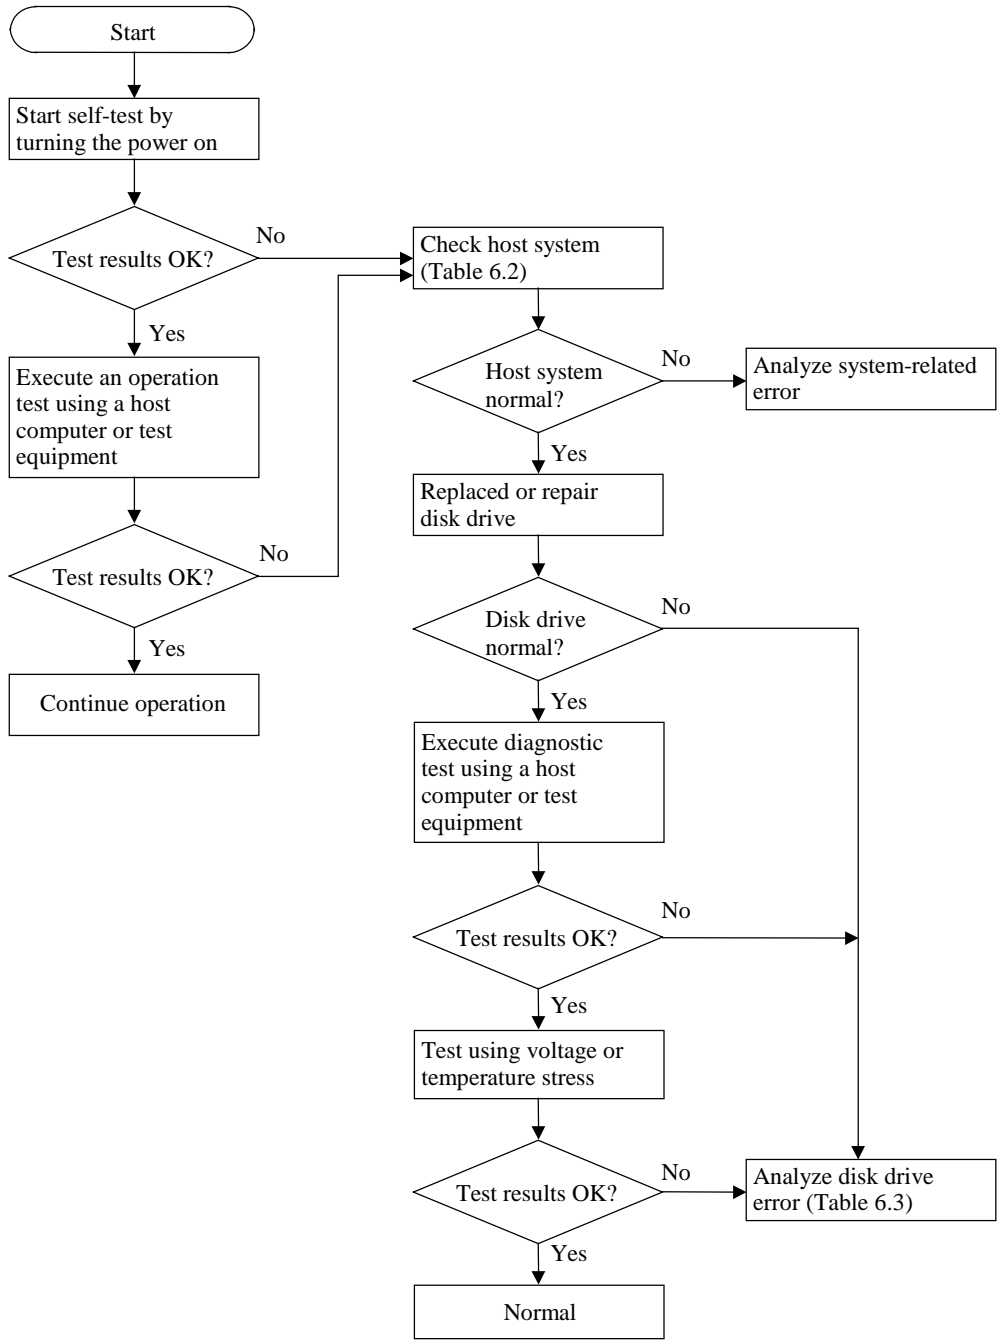 Start
Start self-test by
turning the power on
Test results OK?
No
Yes
Execute an operation
test using a host
computer or test
equipment
Test results OK?
No
Yes
Continue operation
Check host system
(Table 6.2)
Host system
normal?
No
Analyze system-related
error
Yes
Replaced or repair
disk drive
Disk drive
normal?
No
Yes
Execute diagnostic
test using a host
computer or test
equipment
Test results OK?
No
Yes
Test using voltage or
temperature stress
Test results OK?
No
Analyze disk drive
error (Table 6.3)
Yes
Normal